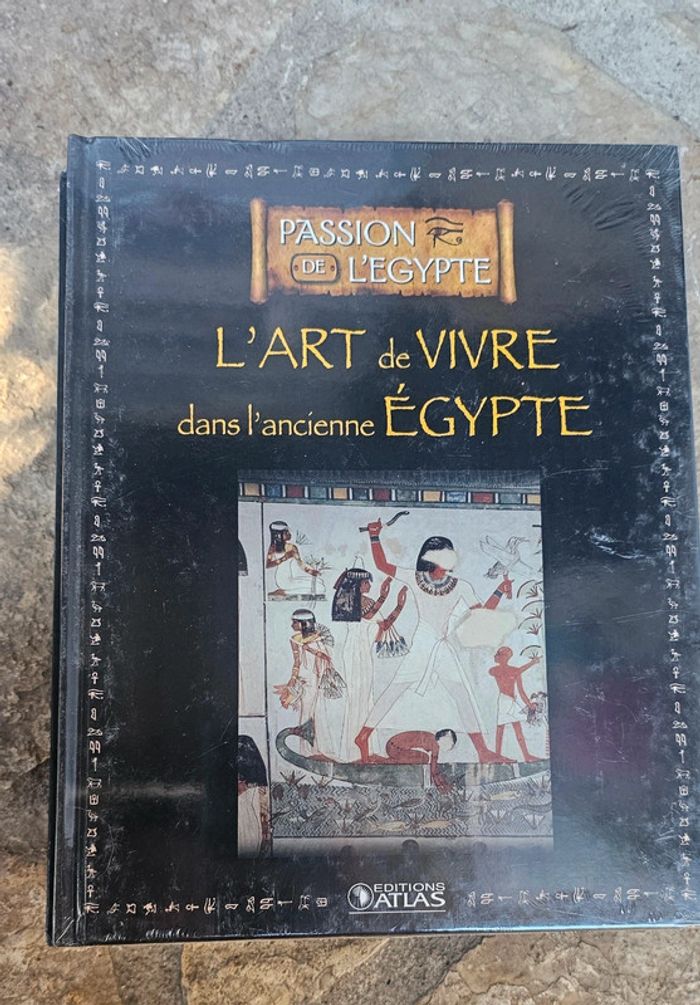 PASSION
DE L'EGYPTE
L'ART de VIVRE
dans l'ancienne ÉGYPTE
EDITIONS
ATLAS